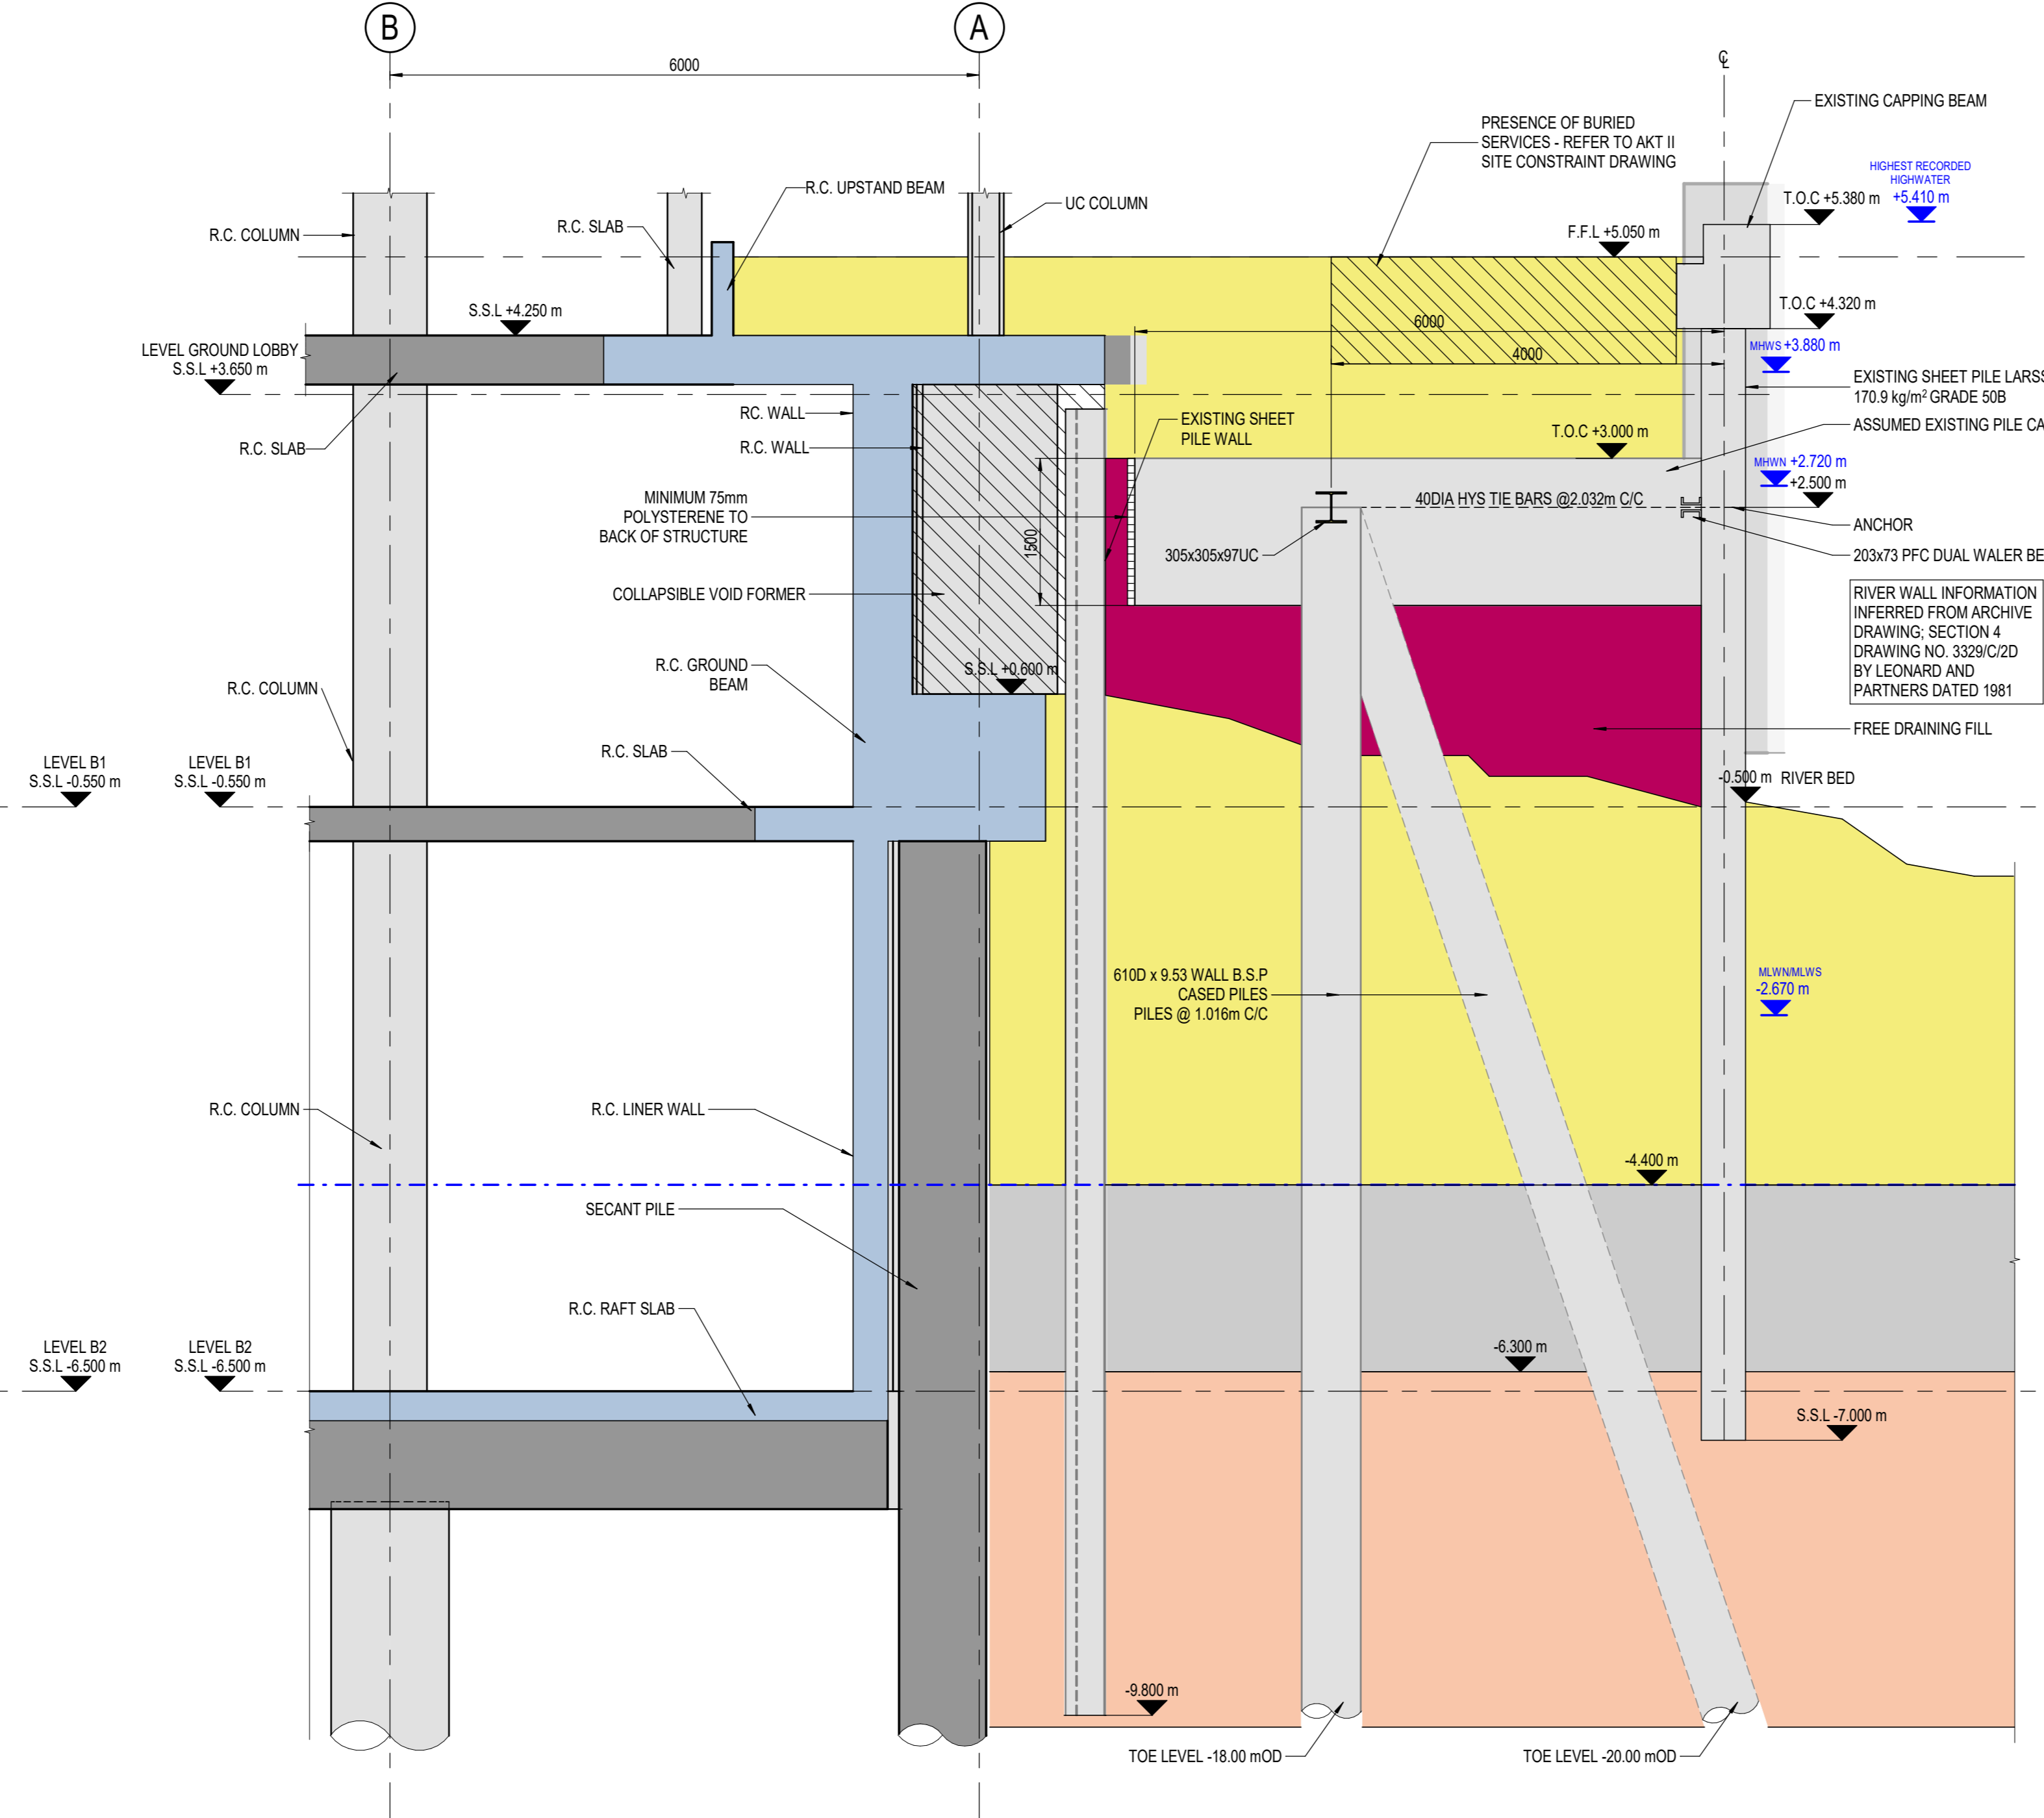 B
A
6000
℄
EXISTING CAPPING BEAM
PRESENCE OF BURIED
SERVICES - REFER TO AKT II
SITE CONSTRAINT DRAWING
HIGHEST RECORDED
HIGHWATER
+5.410 m
T.O.C +5.380 m
R.C. UPSTAND BEAM
UC COLUMN
R.C. COLUMN
R.C. SLAB
F.F.L +5.050 m
S.S.L +4.250 m
T.O.C +4.320 m
6000
4000
LEVEL GROUND LOBBY
S.S.L +3.650 m
MHWS +3.880 m
EXISTING SHEET PILE LARSS
170.9 kg/m² GRADE 50B
RC. WALL
EXISTING SHEET
PILE WALL
ASSUMED EXISTING PILE CA
R.C. SLAB
R.C. WALL
T.O.C +3.000 m
MHWN +2.720 m
+2.500 m
MINIMUM 75mm
POLYSTERENE TO
BACK OF STRUCTURE
1500
40DIA HYS TIE BARS @2.032m C/C
ANCHOR
305x305x97UC
203x73 PFC DUAL WALER BE
COLLAPSIBLE VOID FORMER
RIVER WALL INFORMATION
INFERRED FROM ARCHIVE
DRAWING; SECTION 4
DRAWING NO. 3329/C/2D
BY LEONARD AND
PARTNERS DATED 1981
R.C. GROUND
BEAM
S.S.L +0.600 m
R.C. COLUMN
FREE DRAINING FILL
R.C. SLAB
LEVEL B1
S.S.L -0.550 m
LEVEL B1
S.S.L -0.550 m
-0.500 m RIVER BED
610D x 9.53 WALL B.S.P
CASED PILES
PILES @ 1.016m C/C
MLWN/MLWS
-2.670 m
R.C. COLUMN
R.C. LINER WALL
-4.400 m
SECANT PILE
R.C. RAFT SLAB
LEVEL B2
S.S.L -6.500 m
LEVEL B2
S.S.L -6.500 m
-6.300 m
S.S.L -7.000 m
-9.800 m
TOE LEVEL -18.00 mOD
TOE LEVEL -20.00 mOD